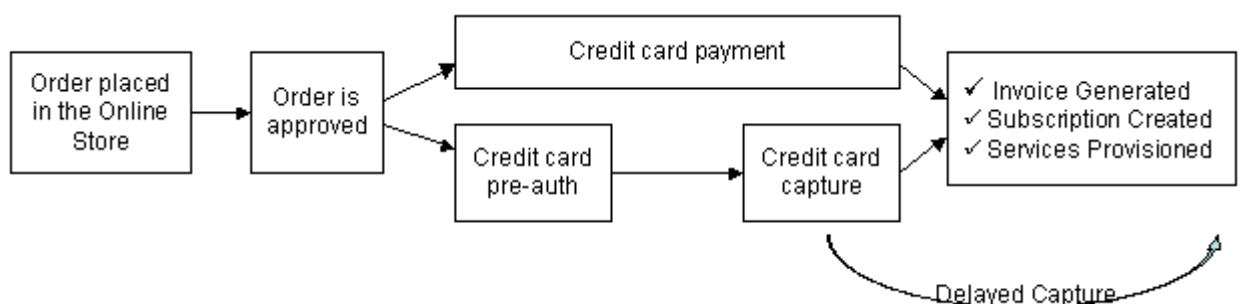 Order placed
in the Online
Store
Order is
approved
Credit card payment
Credit card
pre-auth
Credit card
capture
✓ Invoice Generated
✓ Subscription Created
✓ Services Provisioned
Delayed Capture